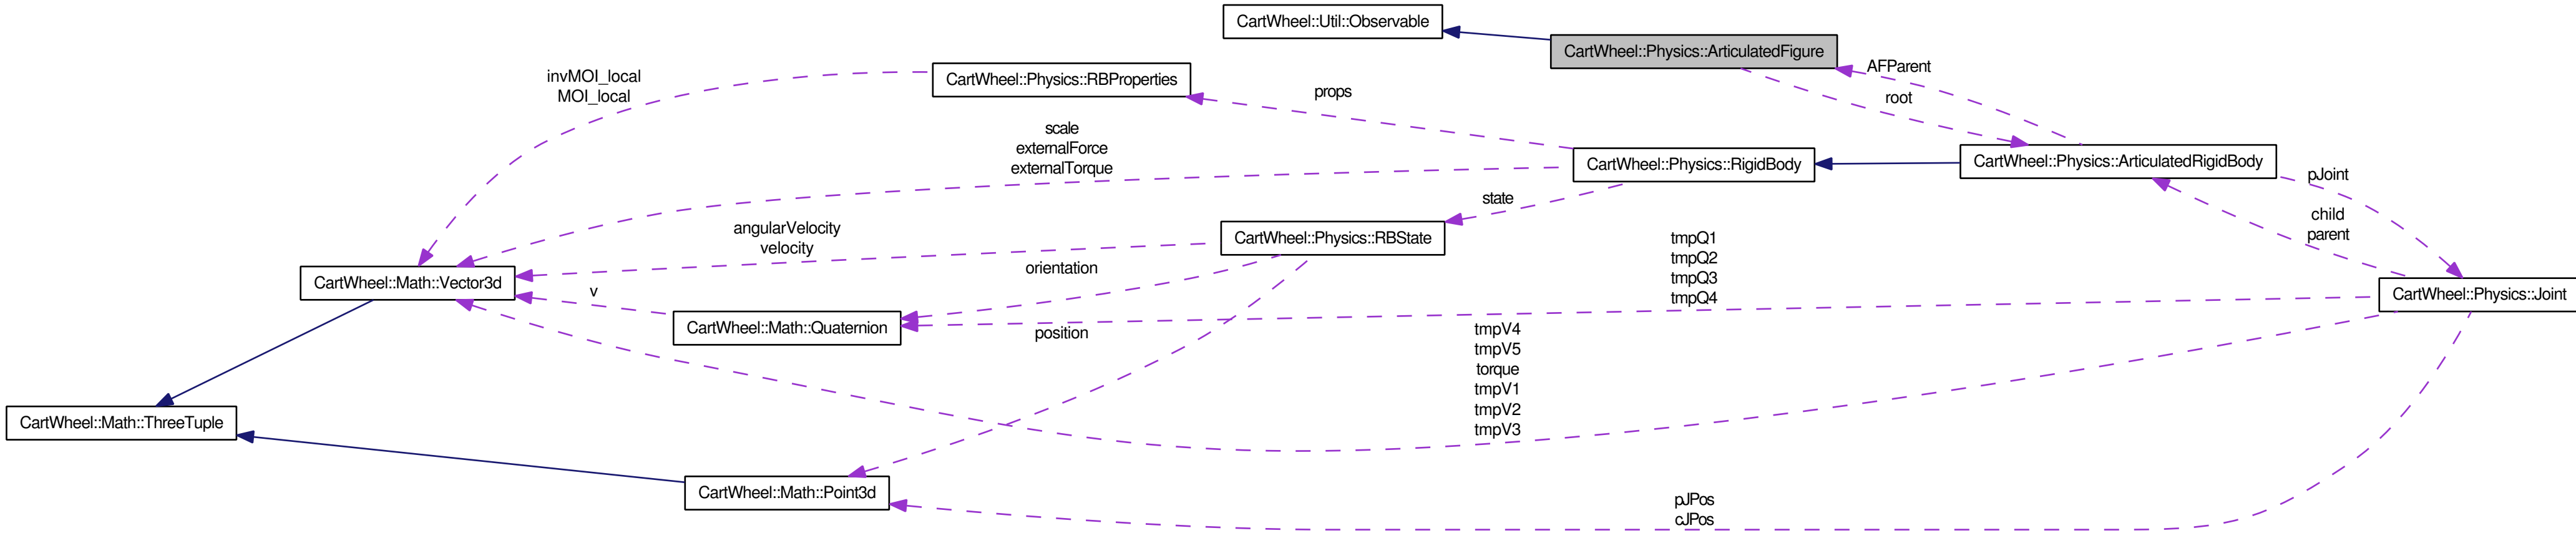 CartWheel::Util::Observable
CartWheel::Physics::ArticulatedFigure
AFParent
invMOI_local
MOI_local
CartWheel::Physics::RBProperties
props
root
scale
externalForce
externalTorque
CartWheel::Physics::RigidBody
CartWheel::Physics::ArticulatedRigidBody
pJoint
state
child
parent
angularVelocity
velocity
CartWheel::Physics::RBState
tmpQ1
tmpQ2
tmpQ3
tmpQ4
orientation
CartWheel::Math::Vector3d
v
CartWheel::Physics::Joint
CartWheel::Math::Quaternion
position
tmpV4
tmpV5
torque
tmpV1
tmpV2
tmpV3
CartWheel::Math::ThreeTuple
CartWheel::Math::Point3d
pJPos
cJPos